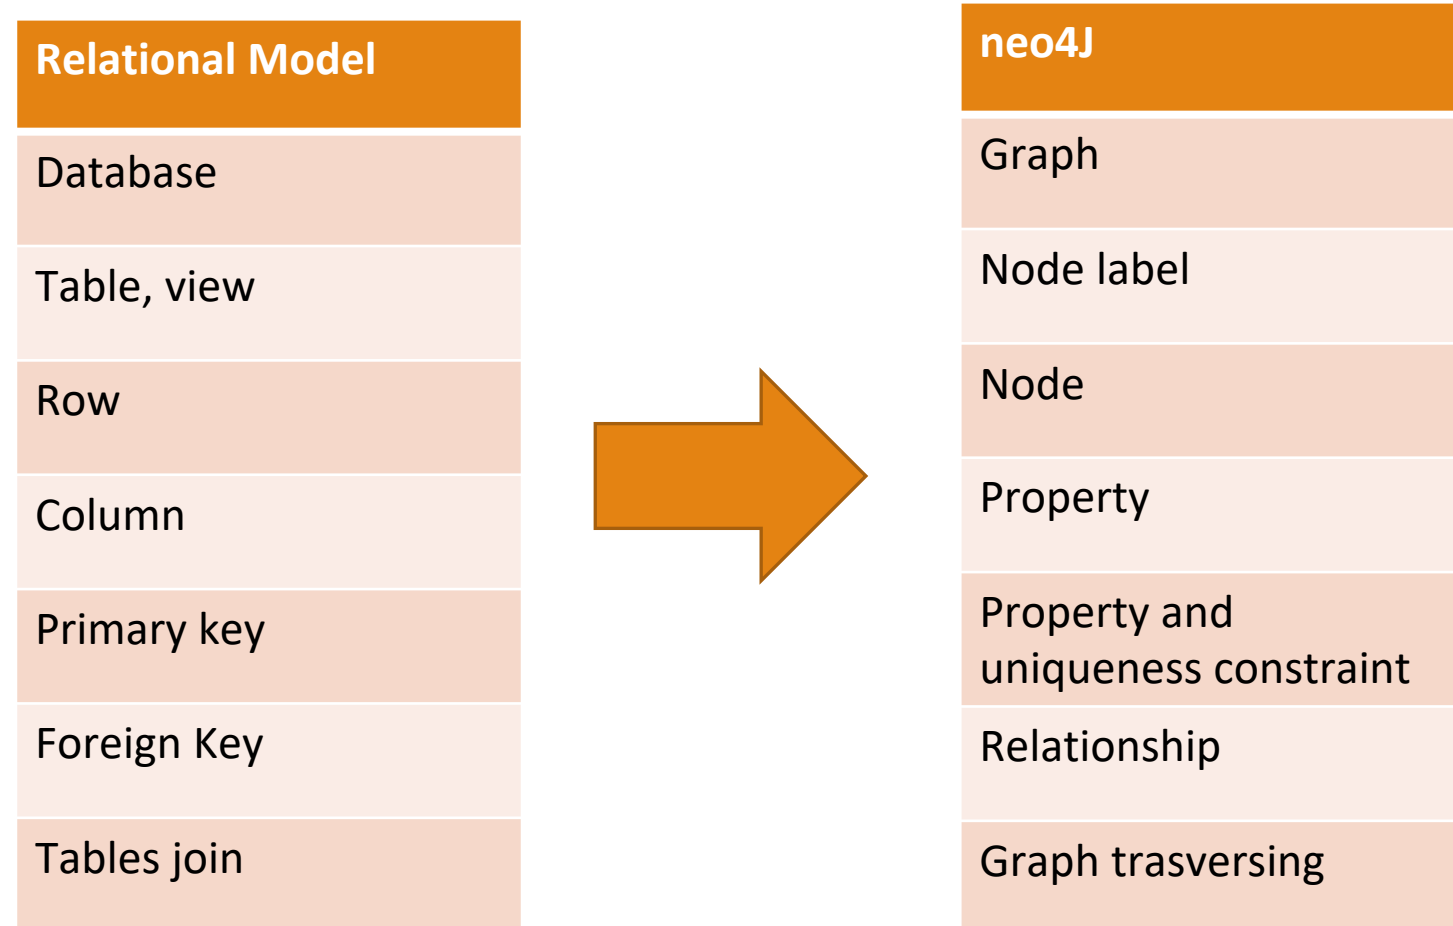 Relational Model
Database
Table, view
Row
Column
Primary key
Foreign Key
Tables join
neo4J
Graph
Node label
Node
Property
Property and
uniqueness constraint
Relationship
Graph trasversing